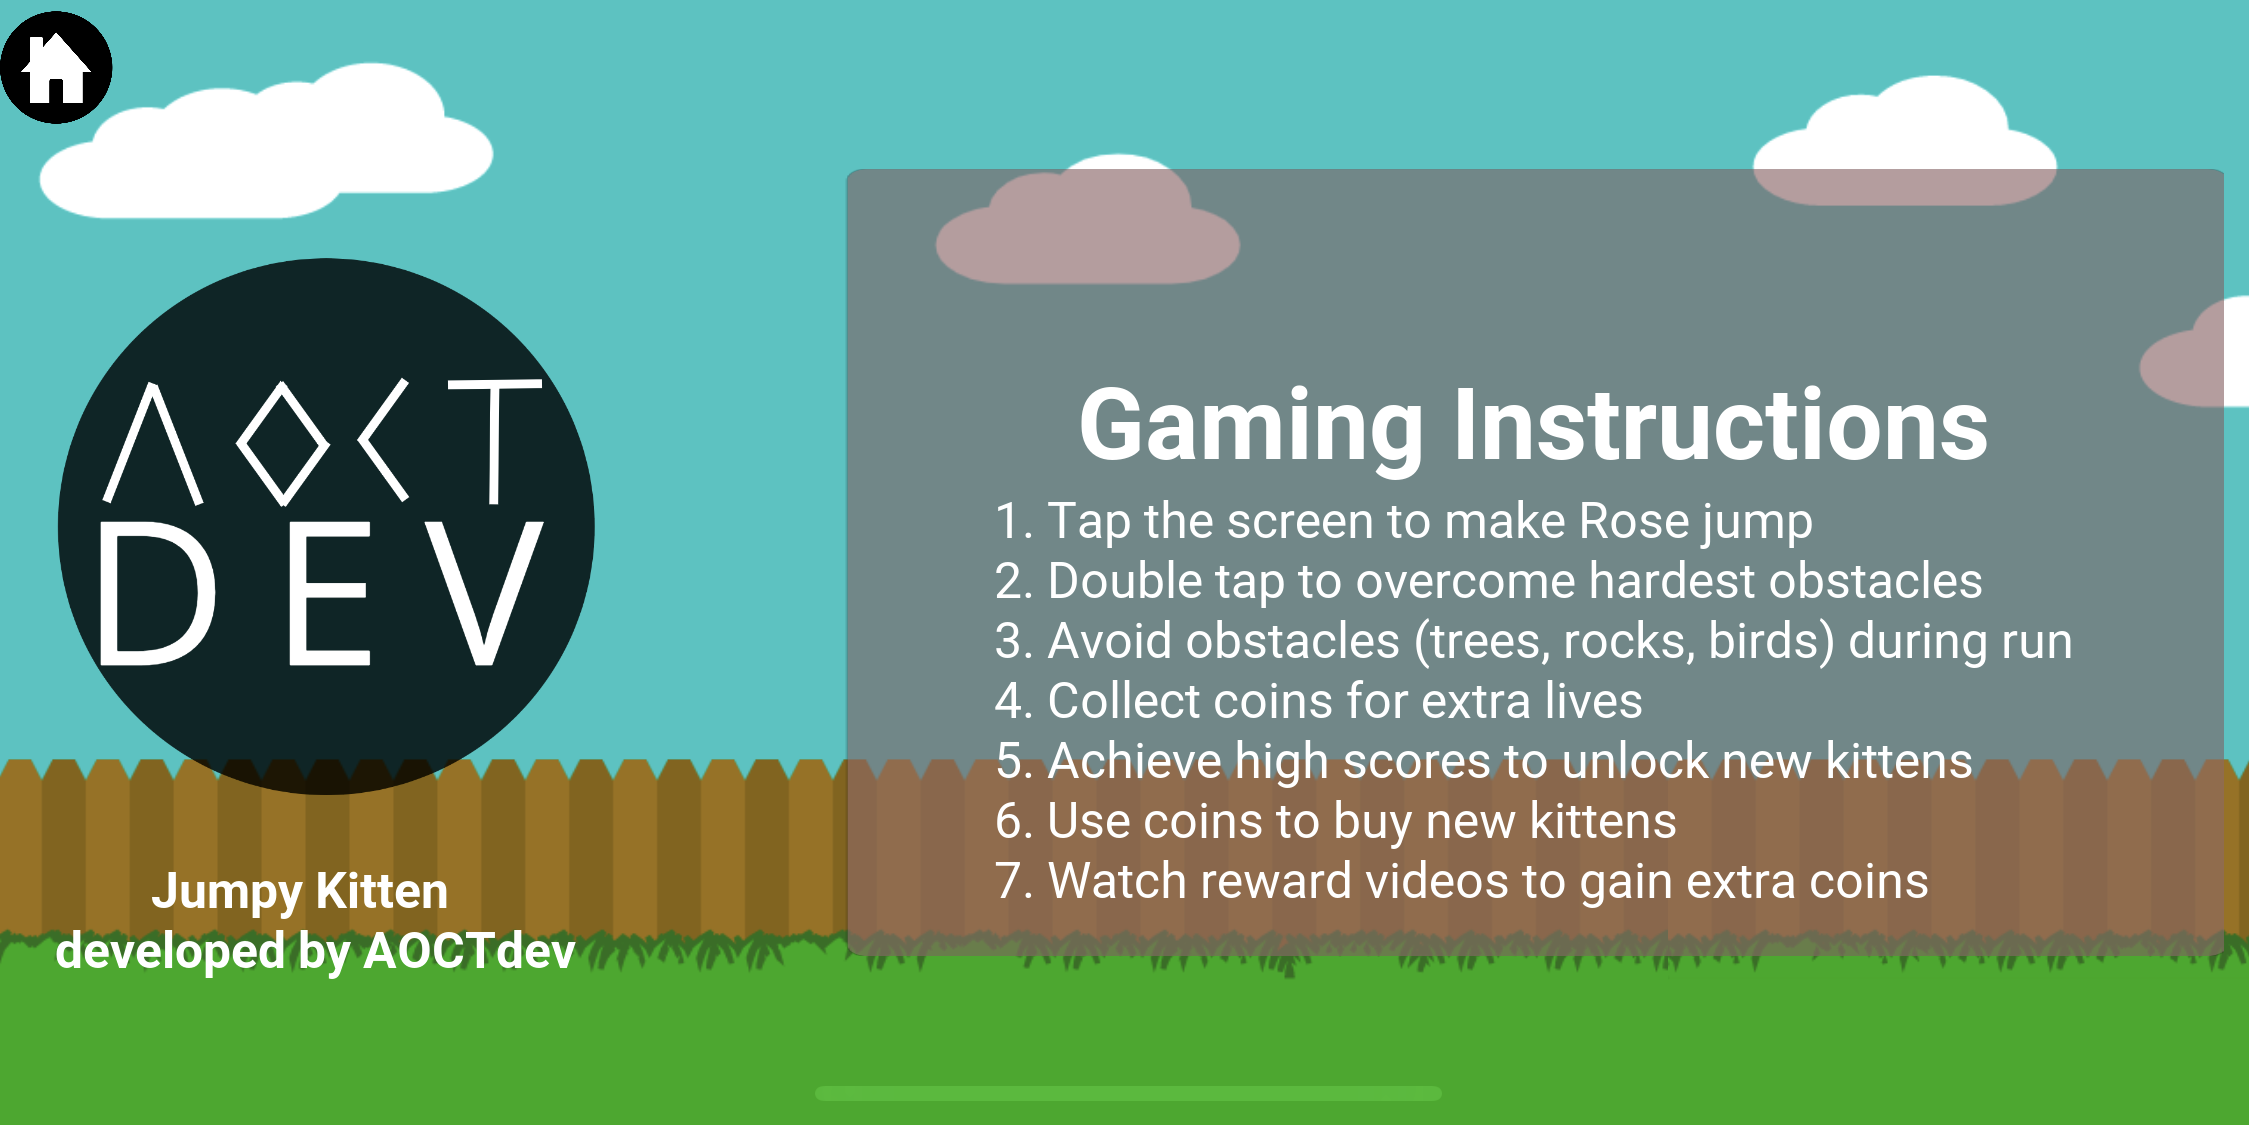 AOCT
DEV
Jumpy Kitten
developed by AOCTdev
Gaming Instructions
1. Tap the screen to make Rose jump
2. Double tap to overcome hardest obstacles
3. Avoid obstacles (trees, rocks, birds) during run
4. Collect coins for extra lives
5. Achieve high scores to unlock new kittens
6. Use coins to buy new kittens
7. Watch reward videos to gain extra coins